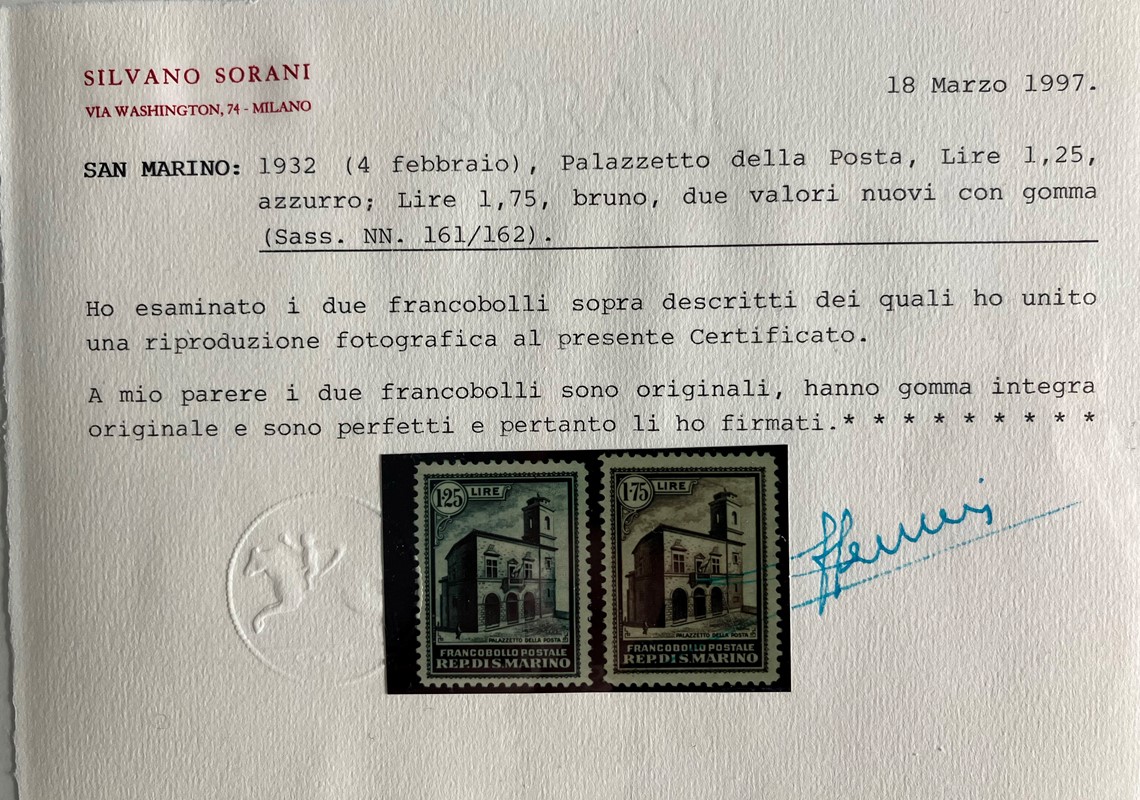 SILVANO SORANI
VIA WASHINGTON, 74 - MILANO
18 Marzo 1997.
SAN MARINO: 1932 (4 febbraio), Palazzetto della Posta, Lire 1,25,
azzurro; Lire 1,75, bruno, due valori nuovi con gomma
(Sass. NN. 161/162).
Ho esaminato i due francobolli sopra descritti dei quali ho unito
una riproduzione fotografica al presente Certificato.
A mio parere i due francobolli sono originali, hanno gomma integra
originale e sono perfetti e pertanto li ho firmati.* * * * * * * * *
1·25 LIRE
PALAZZETTO DELLA POSTA
FRANCOBOLLO POSTALE
REP. DI S. MARINO
1·75 LIRE
PALAZZETTO DELLA POSTA
FRANCOBOLLO POSTALE
REP. DI S. MARINO